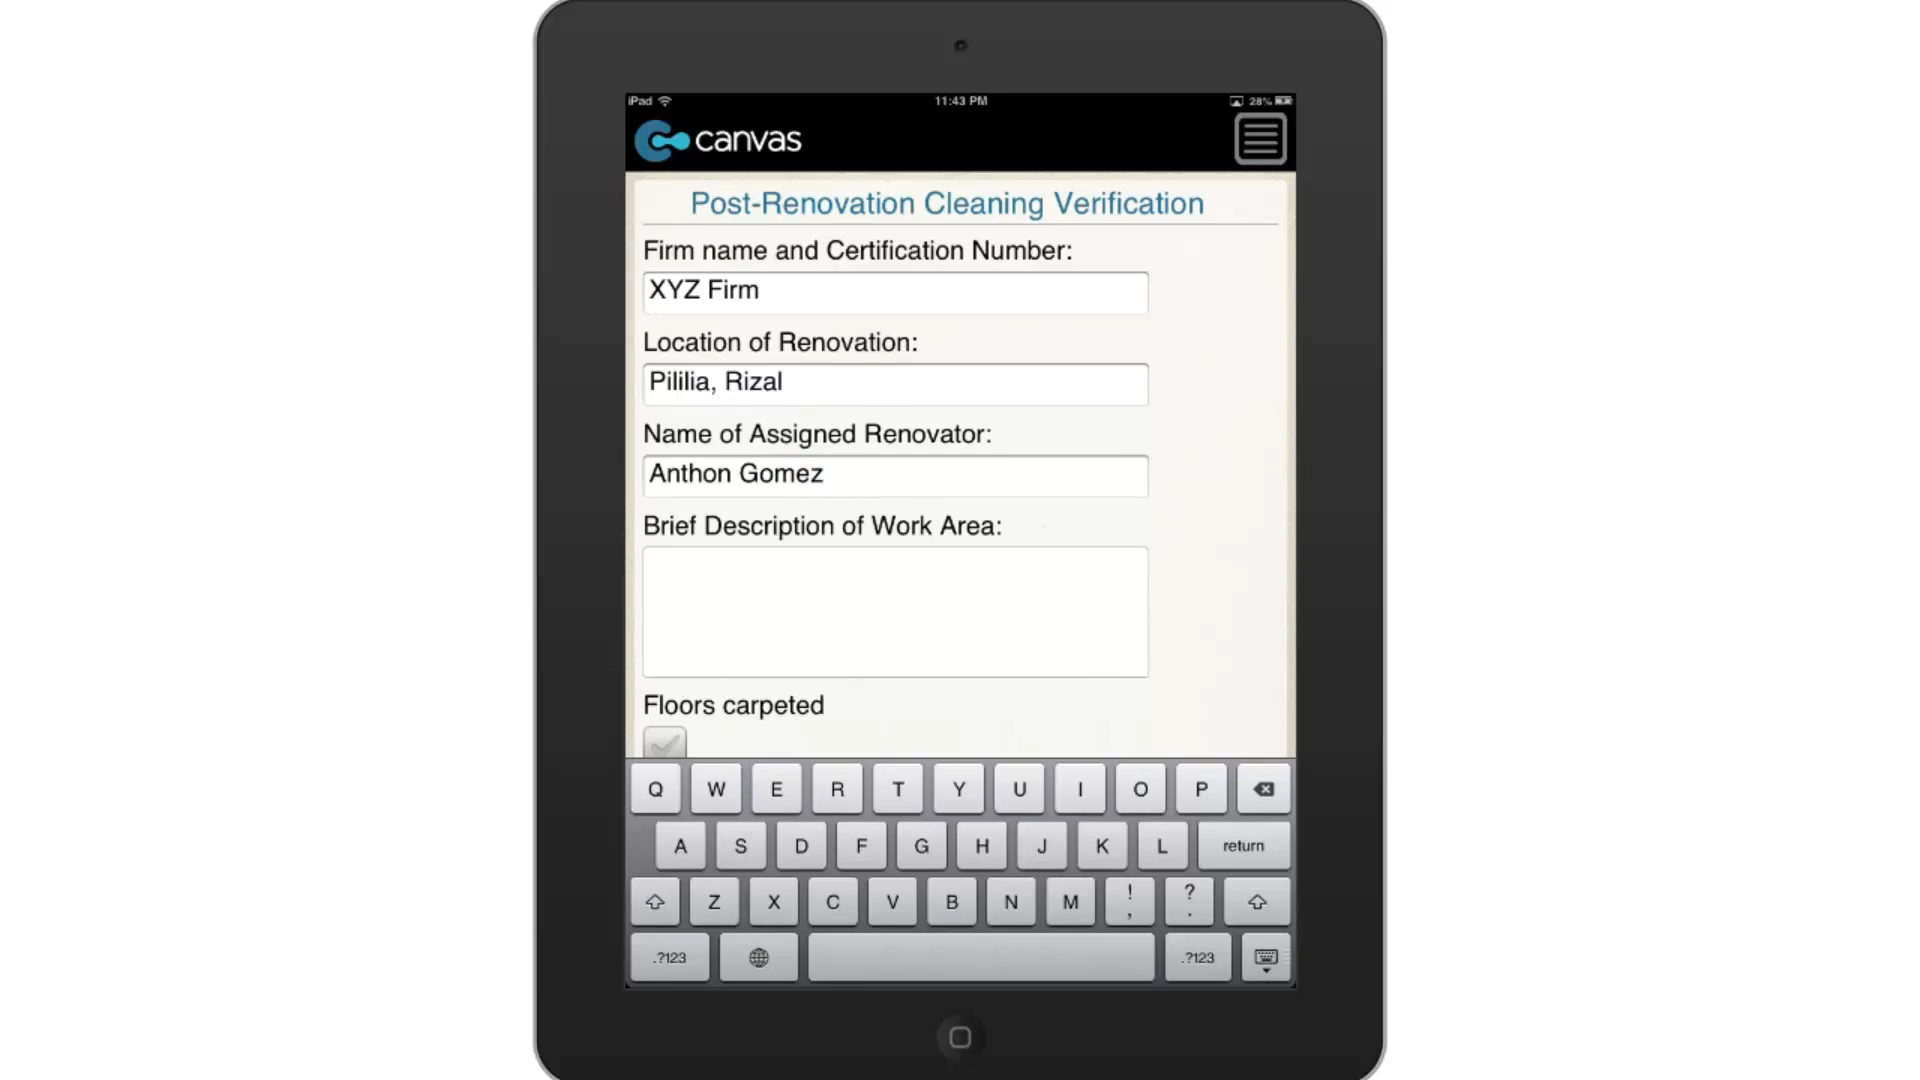 iPad 11:43 PM 28%
canvas
Post-Renovation Cleaning Verification
Firm name and Certification Number:
XYZ Firm
Location of Renovation:
Pililia, Rizal
Name of Assigned Renovator:
Anthon Gomez
Brief Description of Work Area:
Floors carpeted
Q W E R T Y U I O P
A S D F G H J K L return
Z X C V B N M ! , ? .
.?123 .?123